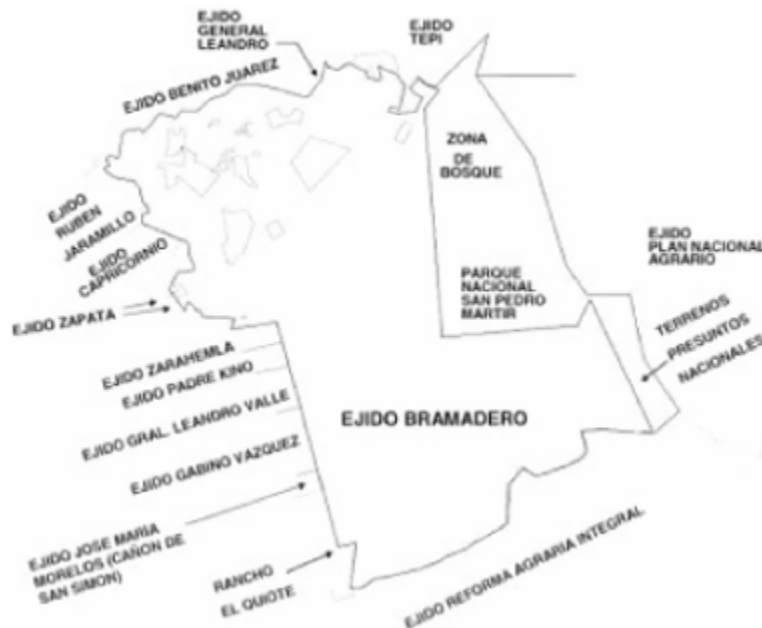 EJIDO
GENERAL
LEANDRO
EJIDO
TEPI
EJIDO BENITO JUAREZ
ZONA
DE
BOSQUE
EJIDO
RUBEN
JARAMILLO
EJIDO
CAPRICORNIO
EJIDO
PLAN NACIONAL
AGRARIO
PARQUE
NACIONAL
SAN PEDRO
MARTIR
EJIDO ZAPATA
TERRENOS
PRESUNTOS
NACIONALES
EJIDO ZARAHEMLA
EJIDO PADRE KINO
EJIDO GRAL. LEANDRO VALLE
EJIDO BRAMADERO
EJIDO GABINO VAZQUEZ
EJIDO JOSE MARIA
MORELOS (CAÑON DE
SAN SIMON)
RANCHO
EL QUIOTE
EJIDO REFORMA AGRARIA INTEGRAL